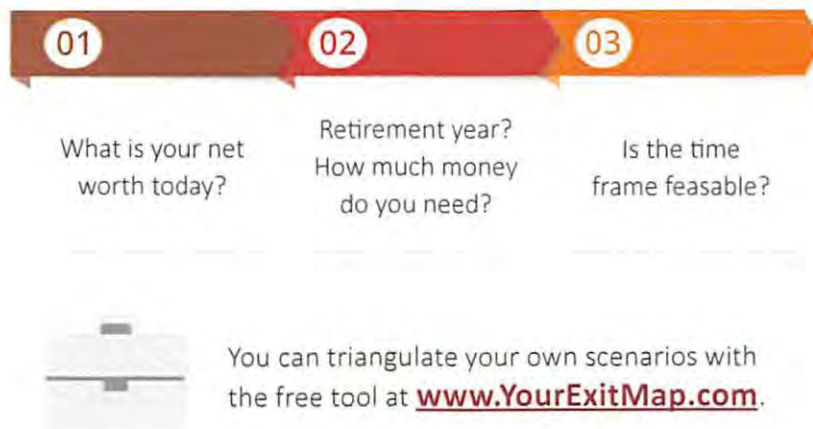 01
02
03
What is your net
worth today?
Retirement year?
How much money
do you need?
Is the time
frame feasable?
You can triangulate your own scenarios with
the free tool at www.YourExitMap.com.